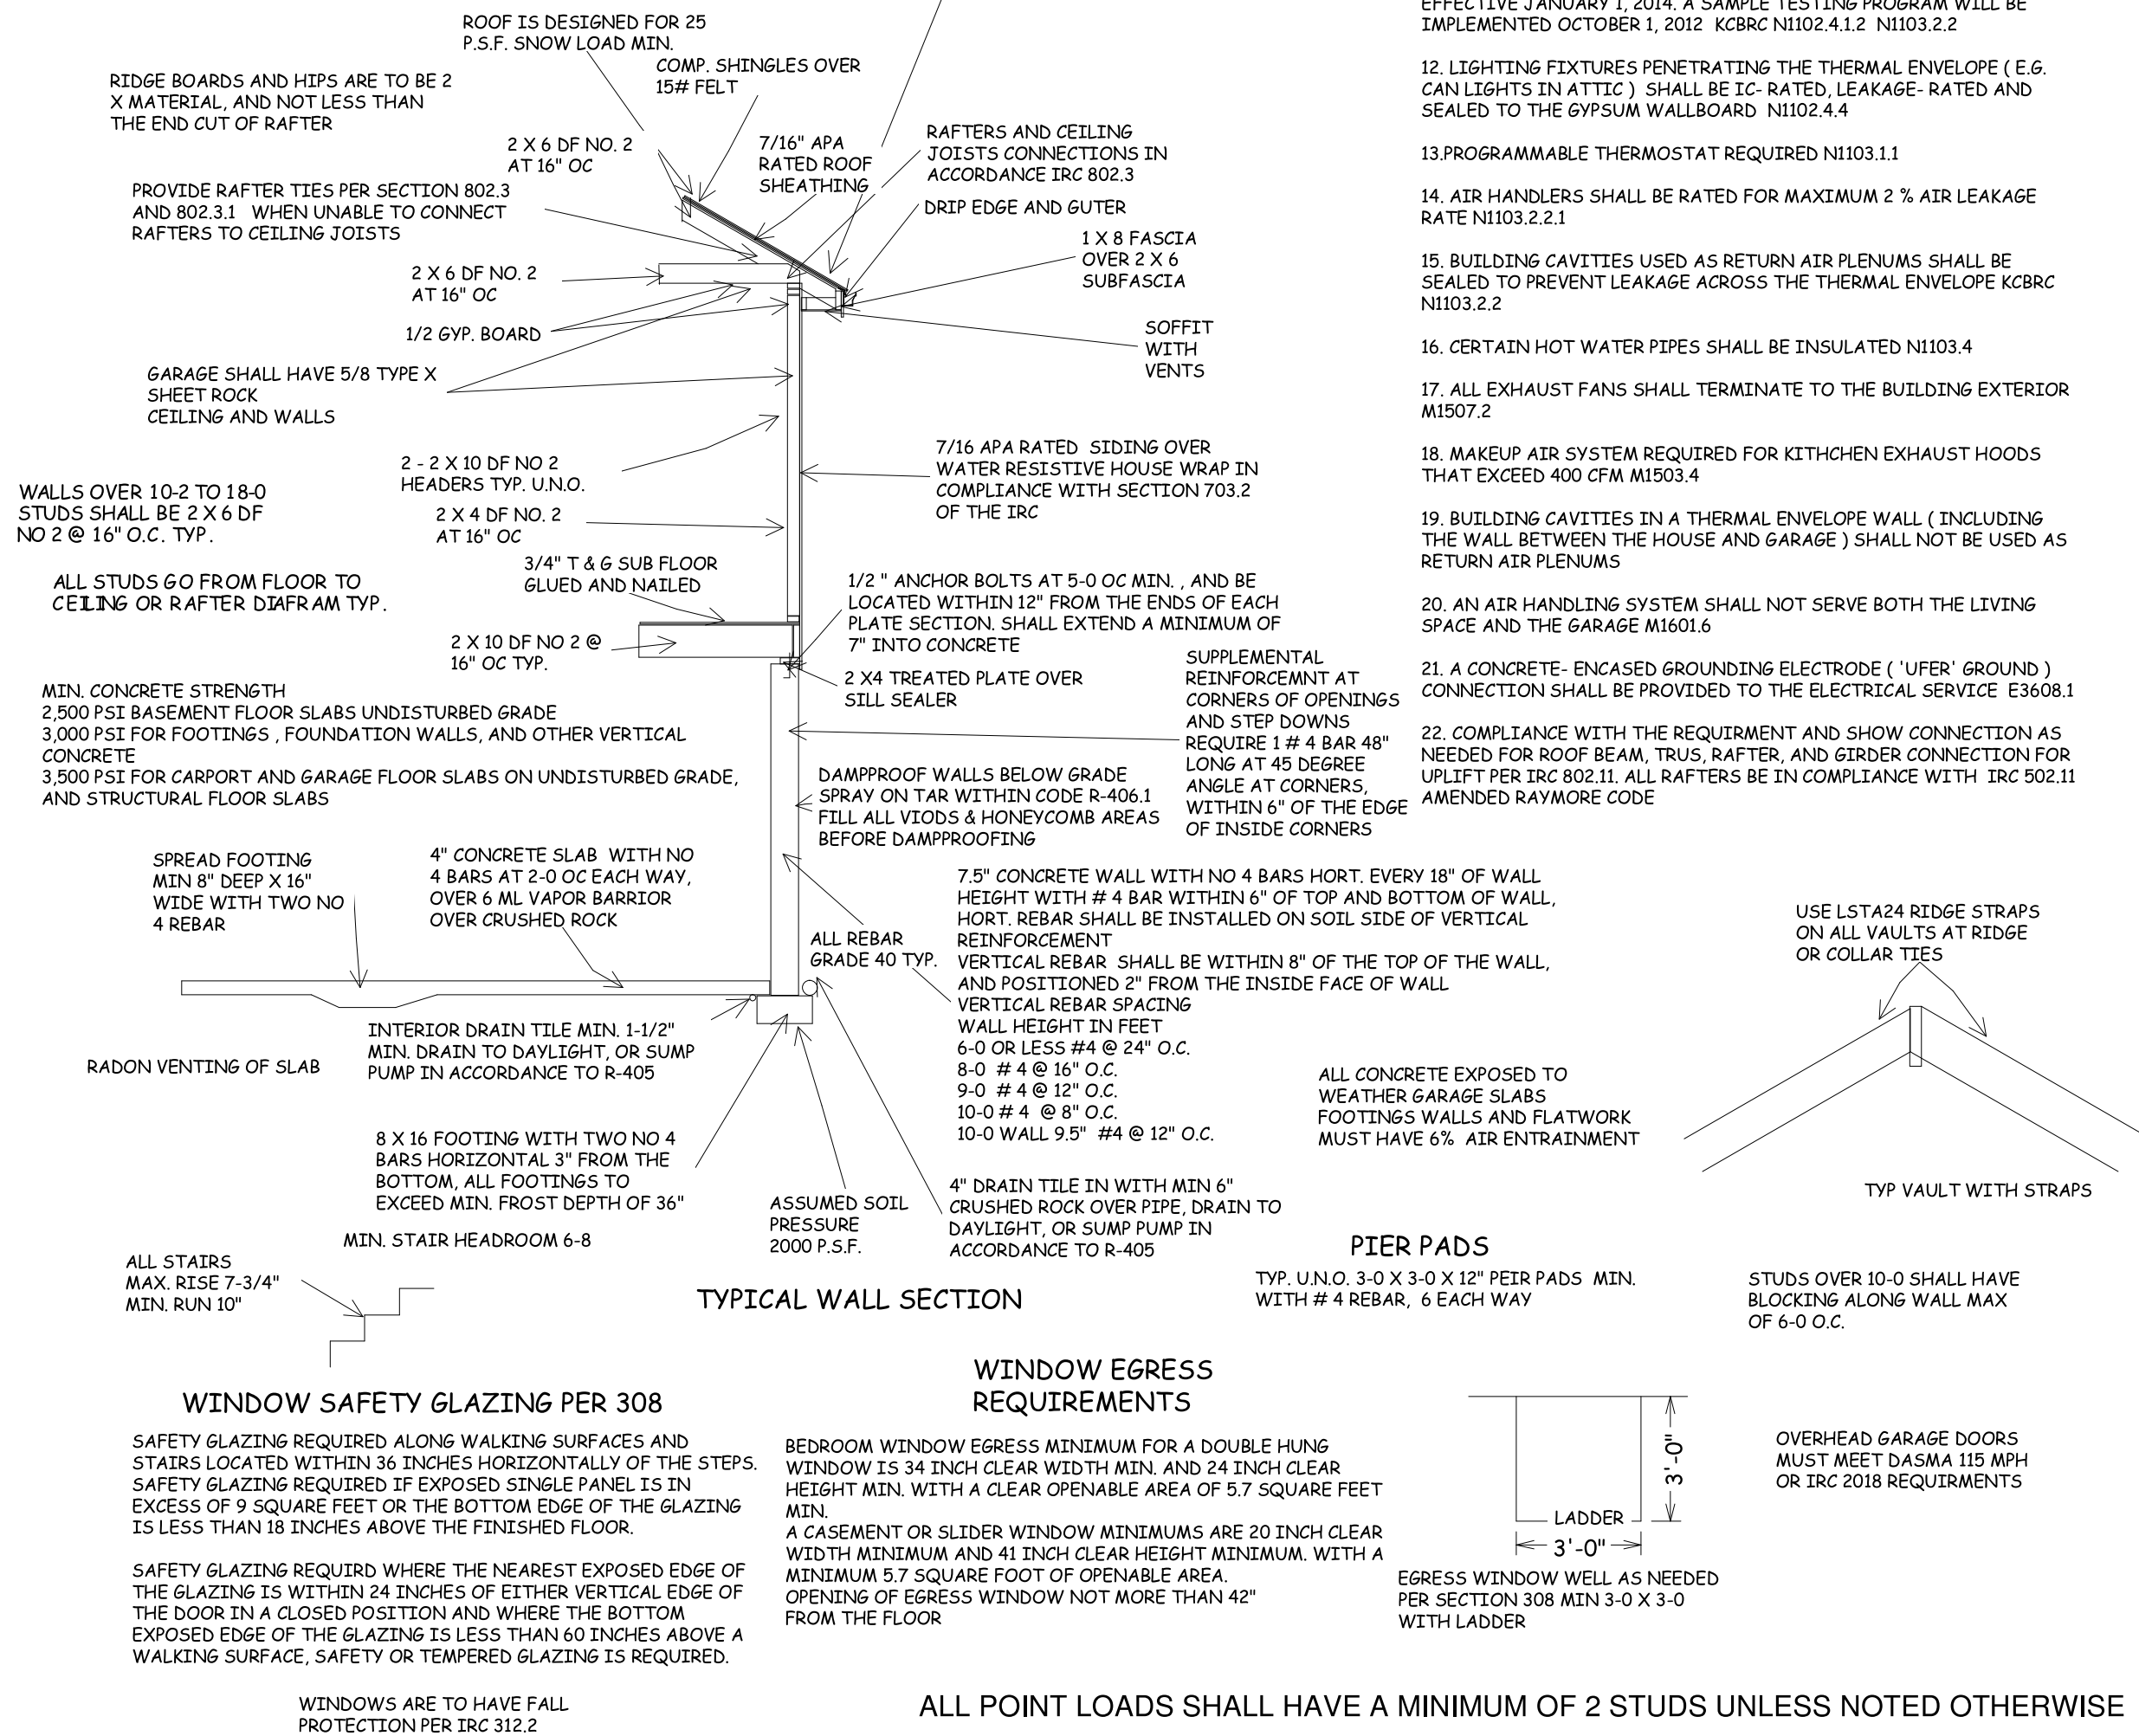 ROOF IS DESIGNED FOR 25
P.S.F. SNOW LOAD MIN.
COMP. SHINGLES OVER
15# FELT
RIDGE BOARDS AND HIPS ARE TO BE 2
X MATERIAL, AND NOT LESS THAN
THE END CUT OF RAFTER
2 X 6 DF NO. 2
AT 16" OC
7/16" APA
RATED ROOF
SHEATHING
RAFTERS AND CEILING
JOISTS CONNECTIONS IN
ACCORDANCE IRC 802.3
PROVIDE RAFTER TIES PER SECTION 802.3
AND 802.3.1 WHEN UNABLE TO CONNECT
RAFTERS TO CEILING JOISTS
DRIP EDGE AND GUTER
1 X 8 FASCIA
OVER 2 X 6
SUBFASCIA
2 X 6 DF NO. 2
AT 16" OC
1/2 GYP. BOARD
SOFFIT
WITH
VENTS
GARAGE SHALL HAVE 5/8 TYPE X
SHEET ROCK
CEILING AND WALLS
2 - 2 X 10 DF NO 2
HEADERS TYP. U.N.O.
7/16 APA RATED SIDING OVER
WATER RESISTIVE HOUSE WRAP IN
COMPLIANCE WITH SECTION 703.2
OF THE IRC
WALLS OVER 10-2 TO 18-0
STUDS SHALL BE 2 X 6 DF
NO 2 @ 16" O.C. TYP.
2 X 4 DF NO. 2
AT 16" OC
3/4" T & G SUB FLOOR
GLUED AND NAILED
ALL STUDS GO FROM FLOOR TO
CEILING OR RAFTER DIAFRAM TYP.
1/2 " ANCHOR BOLTS AT 5-0 OC MIN. , AND BE
LOCATED WITHIN 12" FROM THE ENDS OF EACH
PLATE SECTION. SHALL EXTEND A MINIMUM OF
7" INTO CONCRETE
2 X 10 DF NO 2 @
16" OC TYP.
2 X4 TREATED PLATE OVER
SILL SEALER
SUPPLEMENTAL
REINFORCEMNT AT
CORNERS OF OPENINGS
AND STEP DOWNS
REQUIRE 1 # 4 BAR 48"
LONG AT 45 DEGREE
ANGLE AT CORNERS,
WITHIN 6" OF THE EDGE
OF INSIDE CORNERS
MIN. CONCRETE STRENGTH
2,500 PSI BASEMENT FLOOR SLABS UNDISTURBED GRADE
3,000 PSI FOR FOOTINGS , FOUNDATION WALLS, AND OTHER VERTICAL
CONCRETE
3,500 PSI FOR CARPORT AND GARAGE FLOOR SLABS ON UNDISTURBED GRADE,
AND STRUCTURAL FLOOR SLABS
DAMPPROOF WALLS BELOW GRADE
SPRAY ON TAR WITHIN CODE R-406.1
FILL ALL VIODS & HONEYCOMB AREAS
BEFORE DAMPPROOFING
SPREAD FOOTING
MIN 8" DEEP X 16"
WIDE WITH TWO NO
4 REBAR
4" CONCRETE SLAB WITH NO
4 BARS AT 2-0 OC EACH WAY,
OVER 6 ML VAPOR BARRIOR
OVER CRUSHED ROCK
ALL REBAR
GRADE 40 TYP.
7.5" CONCRETE WALL WITH NO 4 BARS HORT. EVERY 18" OF WALL
HEIGHT WITH # 4 BAR WITHIN 6" OF TOP AND BOTTOM OF WALL,
HORT. REBAR SHALL BE INSTALLED ON SOIL SIDE OF VERTICAL
REINFORCEMENT
VERTICAL REBAR SHALL BE WITHIN 8" OF THE TOP OF THE WALL,
AND POSITIONED 2" FROM THE INSIDE FACE OF WALL
VERTICAL REBAR SPACING
WALL HEIGHT IN FEET
6-0 OR LESS #4 @ 24" O.C.
8-0 # 4 @ 16" O.C.
9-0 # 4 @ 12" O.C.
10-0 # 4 @ 8" O.C.
10-0 WALL 9.5" #4 @ 12" O.C.
INTERIOR DRAIN TILE MIN. 1-1/2"
MIN. DRAIN TO DAYLIGHT, OR SUMP
PUMP IN ACCORDANCE TO R-405
RADON VENTING OF SLAB
8 X 16 FOOTING WITH TWO NO 4
BARS HORIZONTAL 3" FROM THE
BOTTOM, ALL FOOTINGS TO
EXCEED MIN. FROST DEPTH OF 36"
ASSUMED SOIL
PRESSURE
2000 P.S.F.
4" DRAIN TILE IN WITH MIN 6"
CRUSHED ROCK OVER PIPE, DRAIN TO
DAYLIGHT, OR SUMP PUMP IN
ACCORDANCE TO R-405
MIN. STAIR HEADROOM 6-8
ALL STAIRS
MAX. RISE 7-3/4"
MIN. RUN 10"
TYPICAL WALL SECTION
EFFECTIVE JANUARY 1, 2014. A SAMPLE TESTING PROGRAM WILL BE
IMPLEMENTED OCTOBER 1, 2012 KCBRC N1102.4.1.2 N1103.2.2
12. LIGHTING FIXTURES PENETRATING THE THERMAL ENVELOPE ( E.G.
CAN LIGHTS IN ATTIC ) SHALL BE IC- RATED, LEAKAGE- RATED AND
SEALED TO THE GYPSUM WALLBOARD N1102.4.4
13.PROGRAMMABLE THERMOSTAT REQUIRED N1103.1.1
14. AIR HANDLERS SHALL BE RATED FOR MAXIMUM 2 % AIR LEAKAGE
RATE N1103.2.2.1
15. BUILDING CAVITIES USED AS RETURN AIR PLENUMS SHALL BE
SEALED TO PREVENT LEAKAGE ACROSS THE THERMAL ENVELOPE KCBRC
N1103.2.2
16. CERTAIN HOT WATER PIPES SHALL BE INSULATED N1103.4
17. ALL EXHAUST FANS SHALL TERMINATE TO THE BUILDING EXTERIOR
M1507.2
18. MAKEUP AIR SYSTEM REQUIRED FOR KITHCHEN EXHAUST HOODS
THAT EXCEED 400 CFM M1503.4
19. BUILDING CAVITIES IN A THERMAL ENVELOPE WALL ( INCLUDING
THE WALL BETWEEN THE HOUSE AND GARAGE ) SHALL NOT BE USED AS
RETURN AIR PLENUMS
20. AN AIR HANDLING SYSTEM SHALL NOT SERVE BOTH THE LIVING
SPACE AND THE GARAGE M1601.6
21. A CONCRETE- ENCASED GROUNDING ELECTRODE ( 'UFER' GROUND )
CONNECTION SHALL BE PROVIDED TO THE ELECTRICAL SERVICE E3608.1
22. COMPLIANCE WITH THE REQUIRMENT AND SHOW CONNECTION AS
NEEDED FOR ROOF BEAM, TRUS, RAFTER, AND GIRDER CONNECTION FOR
UPLIFT PER IRC 802.11. ALL RAFTERS BE IN COMPLIANCE WITH IRC 502.11
AMENDED RAYMORE CODE
USE LSTA24 RIDGE STRAPS
ON ALL VAULTS AT RIDGE
OR COLLAR TIES
ALL CONCRETE EXPOSED TO
WEATHER GARAGE SLABS
FOOTINGS WALLS AND FLATWORK
MUST HAVE 6% AIR ENTRAINMENT
TYP VAULT WITH STRAPS
PIER PADS
TYP. U.N.O. 3-0 X 3-0 X 12" PEIR PADS MIN.
WITH # 4 REBAR, 6 EACH WAY
STUDS OVER 10-0 SHALL HAVE
BLOCKING ALONG WALL MAX
OF 6-0 O.C.
WINDOW SAFETY GLAZING PER 308
SAFETY GLAZING REQUIRED ALONG WALKING SURFACES AND
STAIRS LOCATED WITHIN 36 INCHES HORIZONTALLY OF THE STEPS.
SAFETY GLAZING REQUIRED IF EXPOSED SINGLE PANEL IS IN
EXCESS OF 9 SQUARE FEET OR THE BOTTOM EDGE OF THE GLAZING
IS LESS THAN 18 INCHES ABOVE THE FINISHED FLOOR.
SAFETY GLAZING REQUIRD WHERE THE NEAREST EXPOSED EDGE OF
THE GLAZING IS WITHIN 24 INCHES OF EITHER VERTICAL EDGE OF
THE DOOR IN A CLOSED POSITION AND WHERE THE BOTTOM
EXPOSED EDGE OF THE GLAZING IS LESS THAN 60 INCHES ABOVE A
WALKING SURFACE, SAFETY OR TEMPERED GLAZING IS REQUIRED.
WINDOWS ARE TO HAVE FALL
PROTECTION PER IRC 312.2
WINDOW EGRESS
REQUIREMENTS
BEDROOM WINDOW EGRESS MINIMUM FOR A DOUBLE HUNG
WINDOW IS 34 INCH CLEAR WIDTH MIN. AND 24 INCH CLEAR
HEIGHT MIN. WITH A CLEAR OPENABLE AREA OF 5.7 SQUARE FEET
MIN.
A CASEMENT OR SLIDER WINDOW MINIMUMS ARE 20 INCH CLEAR
WIDTH MINIMUM AND 41 INCH CLEAR HEIGHT MINIMUM. WITH A
MINIMUM 5.7 SQUARE FOOT OF OPENABLE AREA.
OPENING OF EGRESS WINDOW NOT MORE THAN 42"
FROM THE FLOOR
3'-0"
LADDER
3'-0"
EGRESS WINDOW WELL AS NEEDED
PER SECTION 308 MIN 3-0 X 3-0
WITH LADDER
OVERHEAD GARAGE DOORS
MUST MEET DASMA 115 MPH
OR IRC 2018 REQUIRMENTS
ALL POINT LOADS SHALL HAVE A MINIMUM OF 2 STUDS UNLESS NOTED OTHERWISE